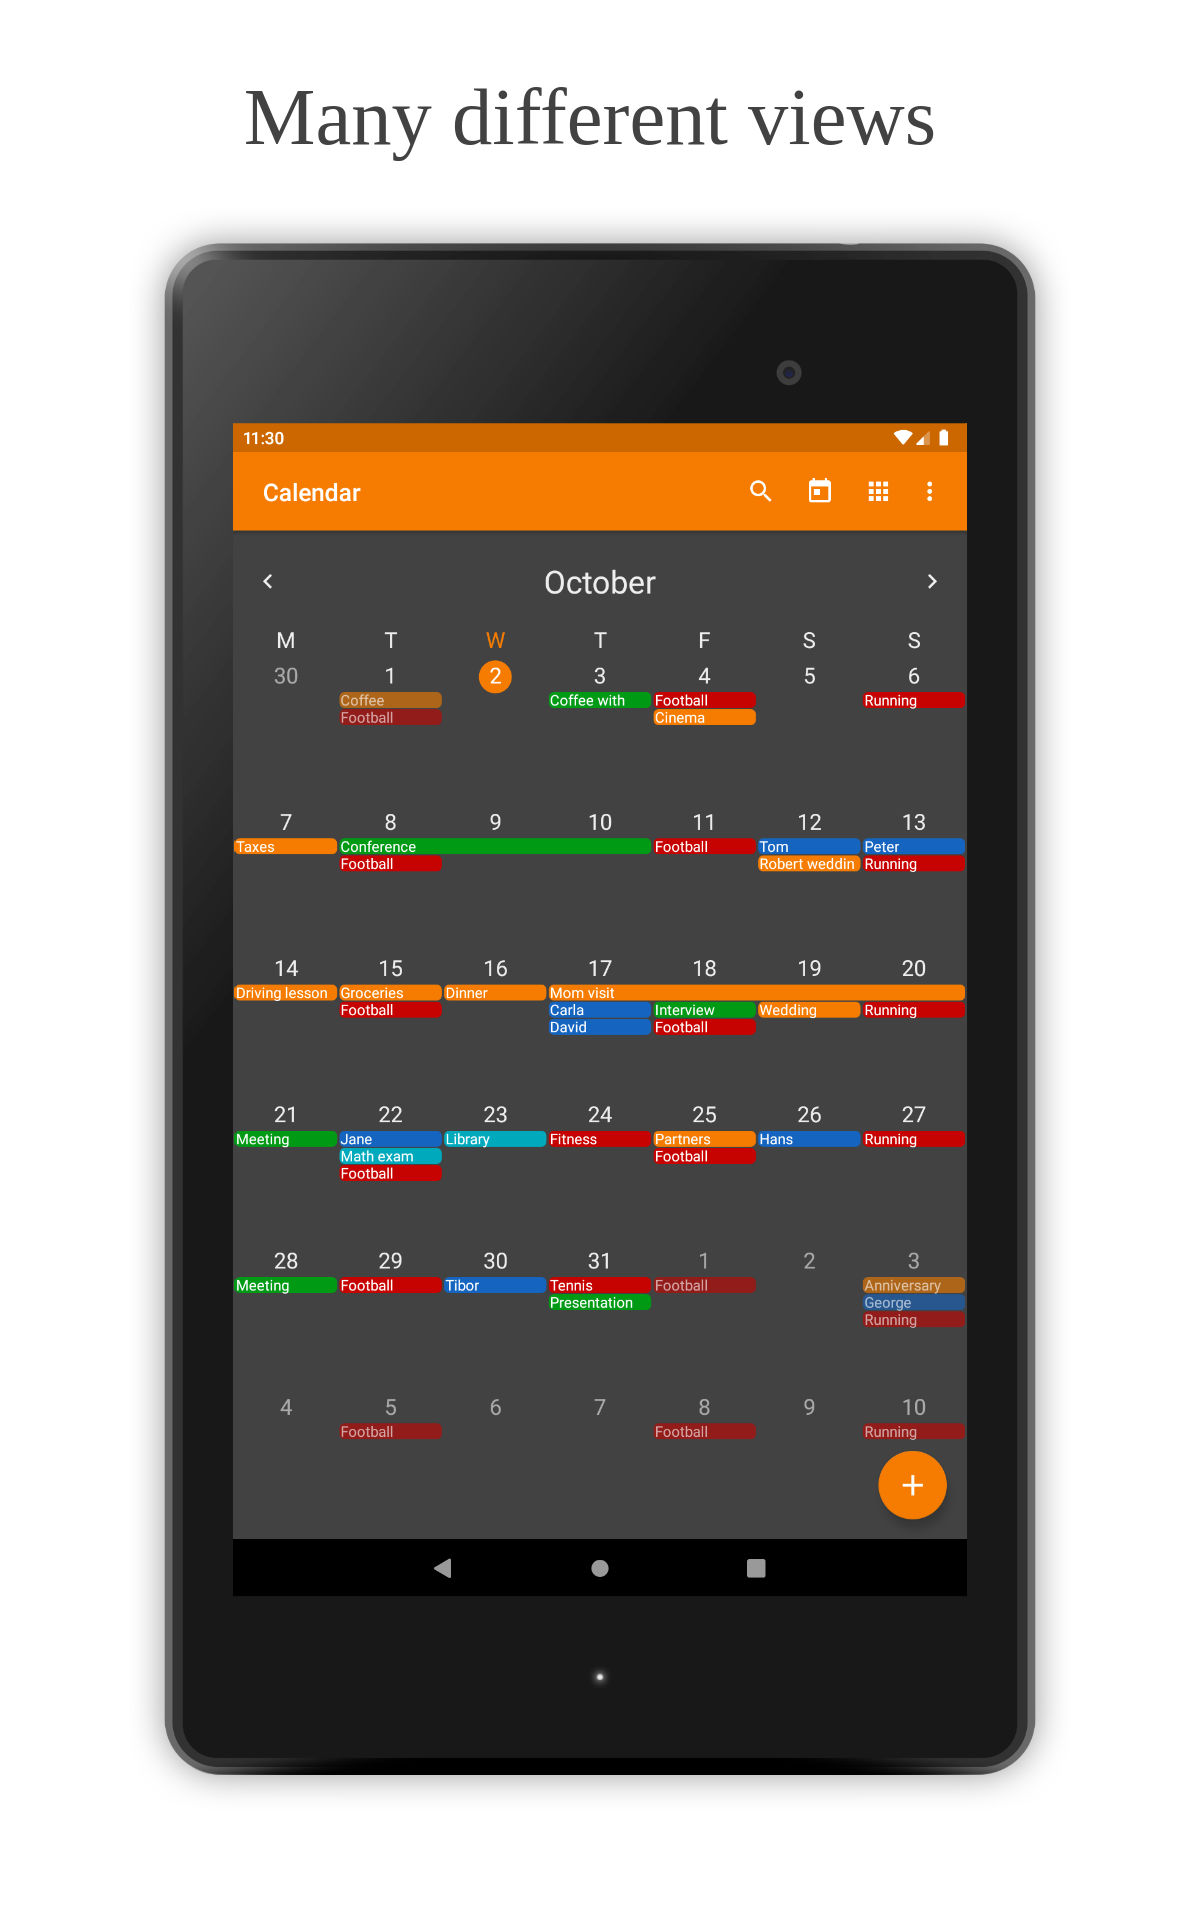 Many different views
11:30
Calendar
October
M T W T F S S
30 1 2 3 4 5 6
Coffee Coffee with Football Running
Football Cinema
7 8 9 10 11 12 13
Taxes Conference Football Tom Peter
Football Robert weddin Running
14 15 16 17 18 19 20
Driving lesson Groceries Dinner Mom visit
Football Carla Interview Wedding Running
David Football
21 22 23 24 25 26 27
Meeting Jane Library Fitness Partners Hans Running
Math exam Football
Football
28 29 30 31 1 2 3
Meeting Football Tibor Tennis Football Anniversary
Presentation George
Running
4 5 6 7 8 9 10
Football Football Running